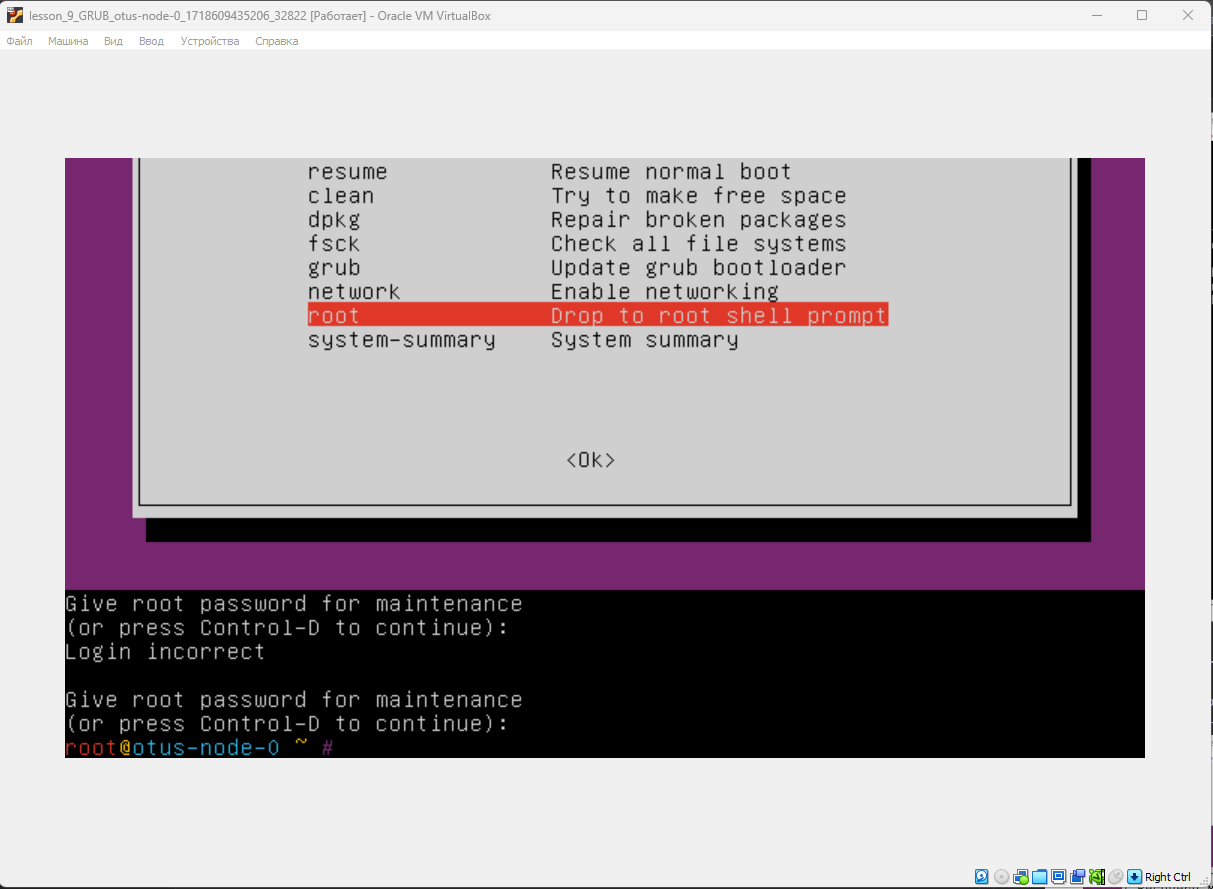 lesson_9_GRUB_otus-node-0_1718609435206_32822 [Работает] - Oracle VM VirtualBox
Файл Машина Вид Ввод Устройства Справка
resume Resume normal boot
clean Try to make free space
dpkg Repair broken packages
fsck Check all file systems
grub Update grub bootloader
network Enable networking
root Drop to root shell prompt
system-summary System summary
<Ok>
Give root password for maintenance
(or press Control-D to continue):
Login incorrect
Give root password for maintenance
(or press Control-D to continue):
root@otus-node-0 ~ #
Right Ctrl